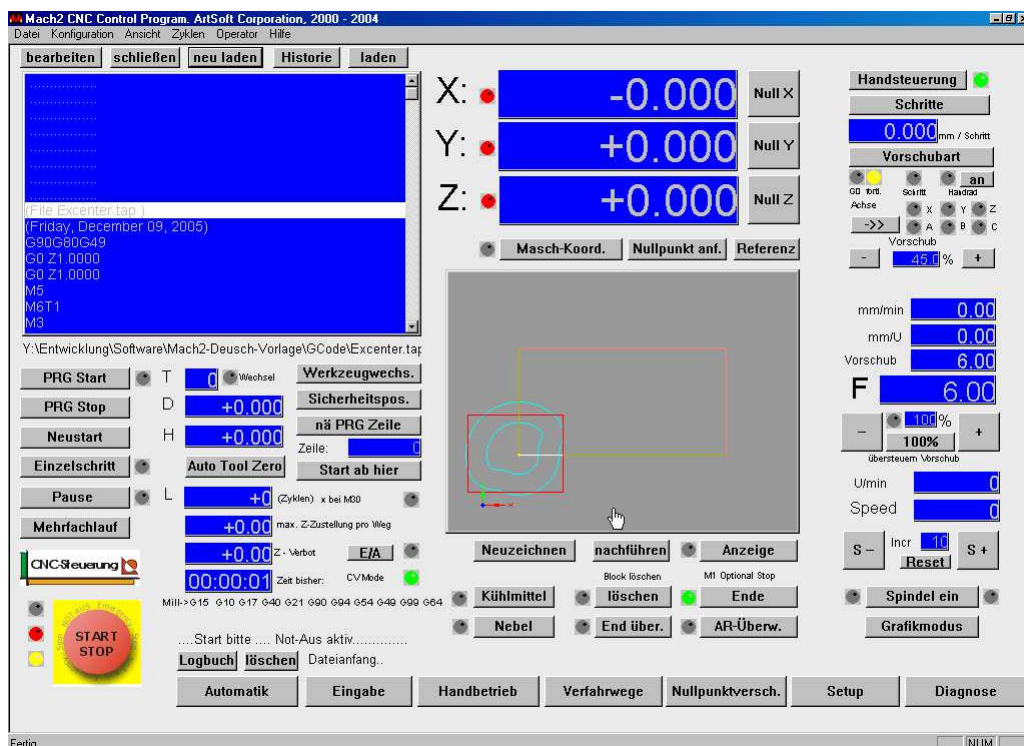 Mach2 CNC Control Program. ArtSoft Corporation, 2000 - 2004
Datei Konfiguration Ansicht Zyklen Operator Hilfe
bearbeiten schließen neu laden Historie laden
....................
....................
....................
....................
....................
....................
....................
....................
(File Excenter.tap )
(Friday, December 09, 2005)
G90G80G49
G0 Z1.0000
G0 Z1.0000
M5
M6T1
M3
Y:\Entwicklung\Software\Mach2-Deusch-Vorlage\GCode\Excenter.tap
X: -0.000 Null X
Y: +0.000 Null Y
Z: +0.000 Null Z
Masch-Koord. Nullpunkt anf. Referenz
Handsteuerung
Schritte
0.000 mm / Schritt
Vorschubart
an
G0 fortl. Schritt Handrad
Achse X Y Z
->> A B C
Vorschub
- 45.0 % +
mm/min 0.00
mm/U 0.00
Vorschub 6.00
F 6.00
- 100 % +
100%
übersteuern Vorschub
U/min 0
Speed 0
S - Incr 10 S +
Reset
Spindel ein
Grafikmodus
PRG Start T 0 Wechsel Werkzeugwechs.
PRG Stop D +0.000 Sicherheitspos.
Neustart H +0.000 nä PRG Zeile
Zeile: 0
Einzelschritt Auto Tool Zero Start ab hier
Pause L +0 (Zyklen) x bei M30
Mehrfachlauf +0.00 max. Z-Zustellung pro Weg
CNC-Steuerung +0.00 Z - Verbot E/A
00:00:01 Zeit bisher: CV Mode
Mill->G15 G10 G17 G40 G21 G90 G94 G54 G49 G99 G64
X
Neuzeichnen nachführen Anzeige
Block löschen M1 Optional Stop
Kühlmittel löschen Ende
Nebel End über. AR-Überw.
NOT-AUS
START
STOP
....Start bitte .... Not-Aus aktiv.............
Logbuch löschen Dateianfang..
Automatik Eingabe Handbetrieb Verfahrwege Nullpunktversch. Setup Diagnose
Fertig NUM